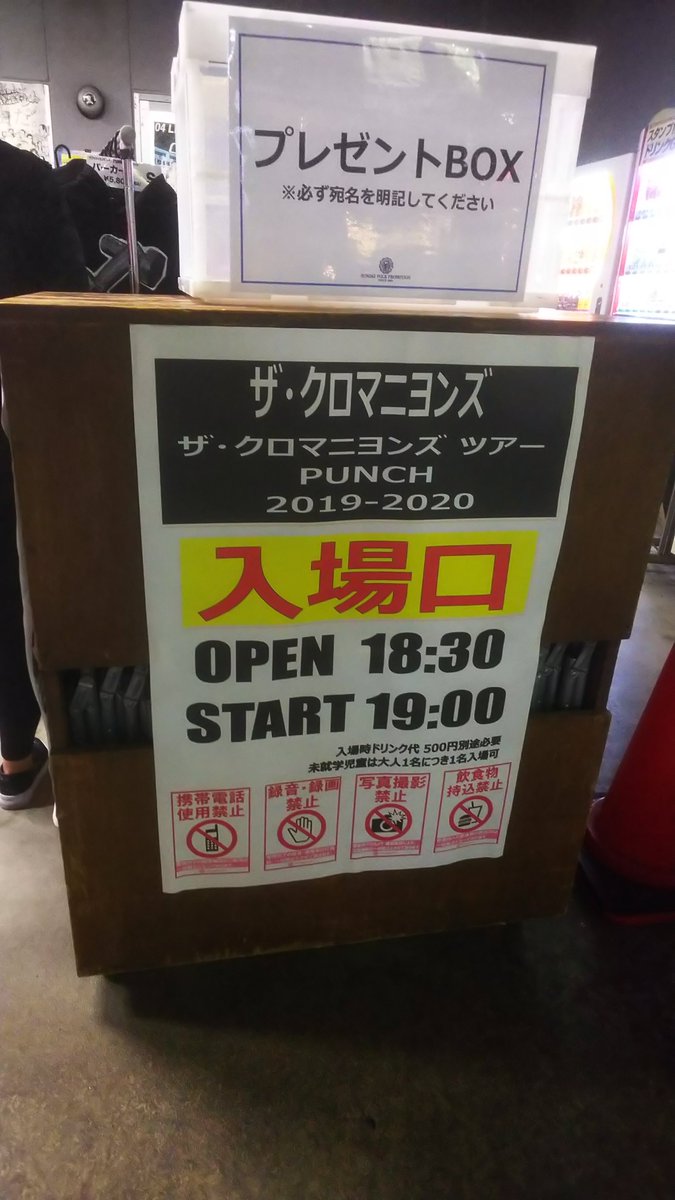 プレゼントBOX
※必ず宛名を明記してください
ザ・クロマニヨンズ
ザ・クロマニヨンズ ツアー
PUNCH
2019-2020
入場口
OPEN 18:30
START 19:00
入場時ドリンク代 500円別途必要
未就学児童は大人1名につき1名入場可
携帯電話
使用禁止
録音・録画
禁止
写真撮影
禁止
飲食物
持込禁止